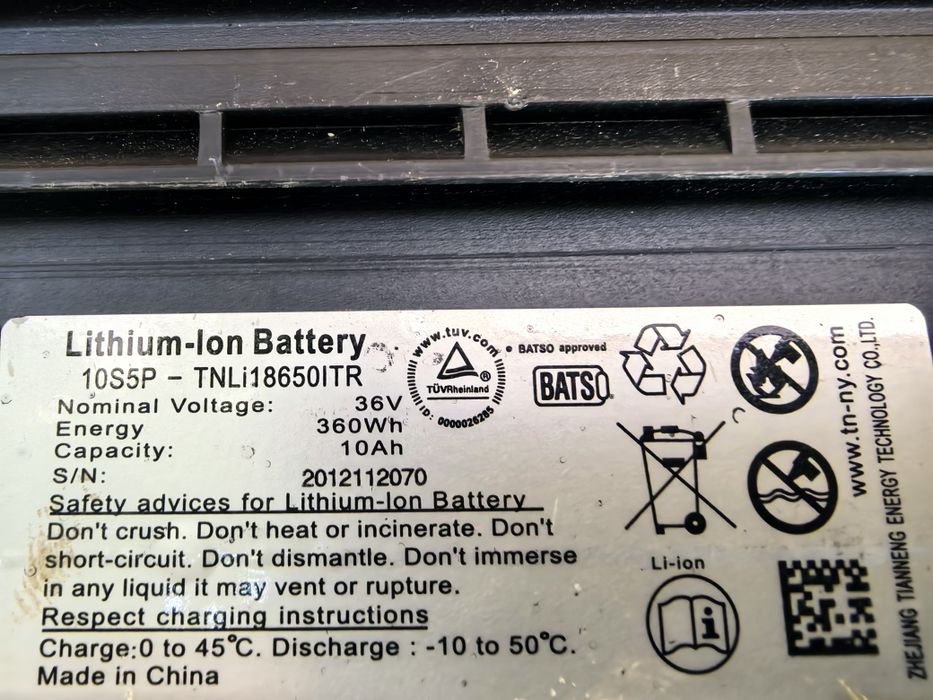 Lithium-Ion Battery
10S5P - TNLi18650ITR
Nominal Voltage: 36V
Energy 360Wh
Capacity: 10Ah
S/N: 2012112070
Safety advices for Lithium-Ion Battery
Don't crush. Don't heat or incinerate. Don't
short-circuit. Don't dismantle. Don't immerse
in any liquid it may vent or rupture.
Respect charging instructions
Charge:0 to 45°C. Discharge : -10 to 50°C.
Made in China
www.tuv.com
®
TÜVRheinland
ID: 0000026285
• BATSO approved
BATSO
Li-ion
i
www.tn-ny.com
ZHEJIANG TIANNENG ENERGY TECHNOLOGY CO.,LTD.